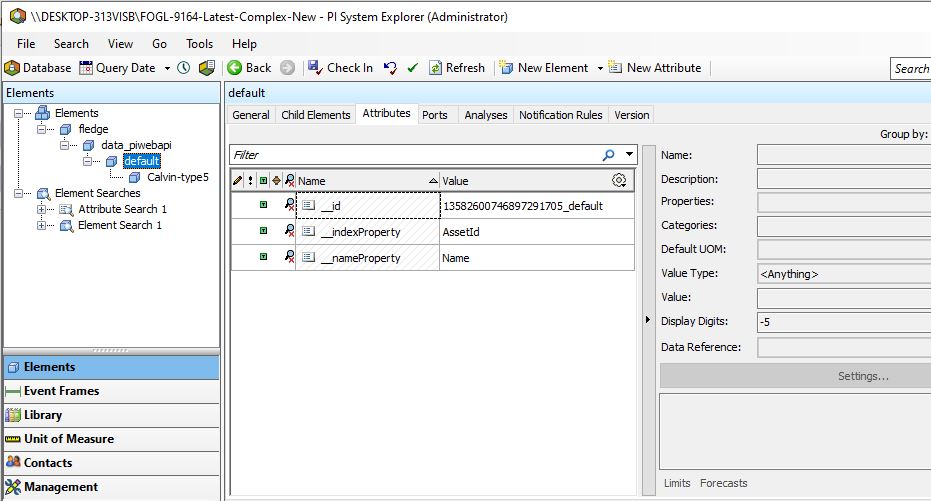 \\DESKTOP-313VISB\FOGL-9164-Latest-Complex-New - PI System Explorer (Administrator)
File Search View Go Tools Help
Database Query Date Back Check In Refresh New Element New Attribute Search
Elements
default
Elements
fledge
data_piwebapi
default
Calvin-type5
Element Searches
Attribute Search 1
Element Search 1
General Child Elements Attributes Ports Analyses Notification Rules Version
Group by:
Filter
Name Value
__id 13582600746897291705_default
__indexProperty AssetId
__nameProperty Name
Name:
Description:
Properties:
Categories:
Default UOM:
Value Type: <Anything>
Value:
Display Digits: -5
Data Reference:
Settings...
Limits Forecasts
Elements
Event Frames
Library
Unit of Measure
Contacts
Management